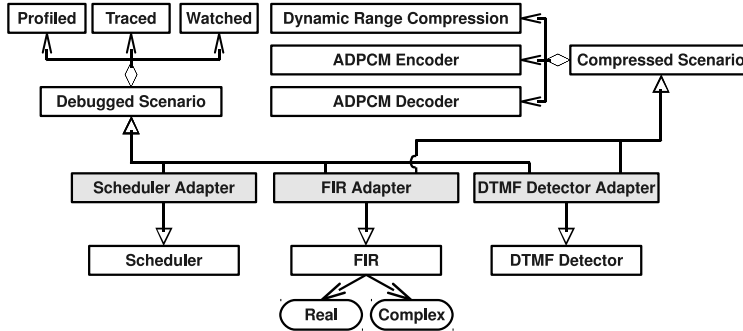 Profiled
Traced
Watched
Dynamic Range Compression
ADPCM Encoder
Compressed Scenario
Debugged Scenario
ADPCM Decoder
Scheduler Adapter
FIR Adapter
DTMF Detector Adapter
Scheduler
FIR
DTMF Detector
Real
Complex